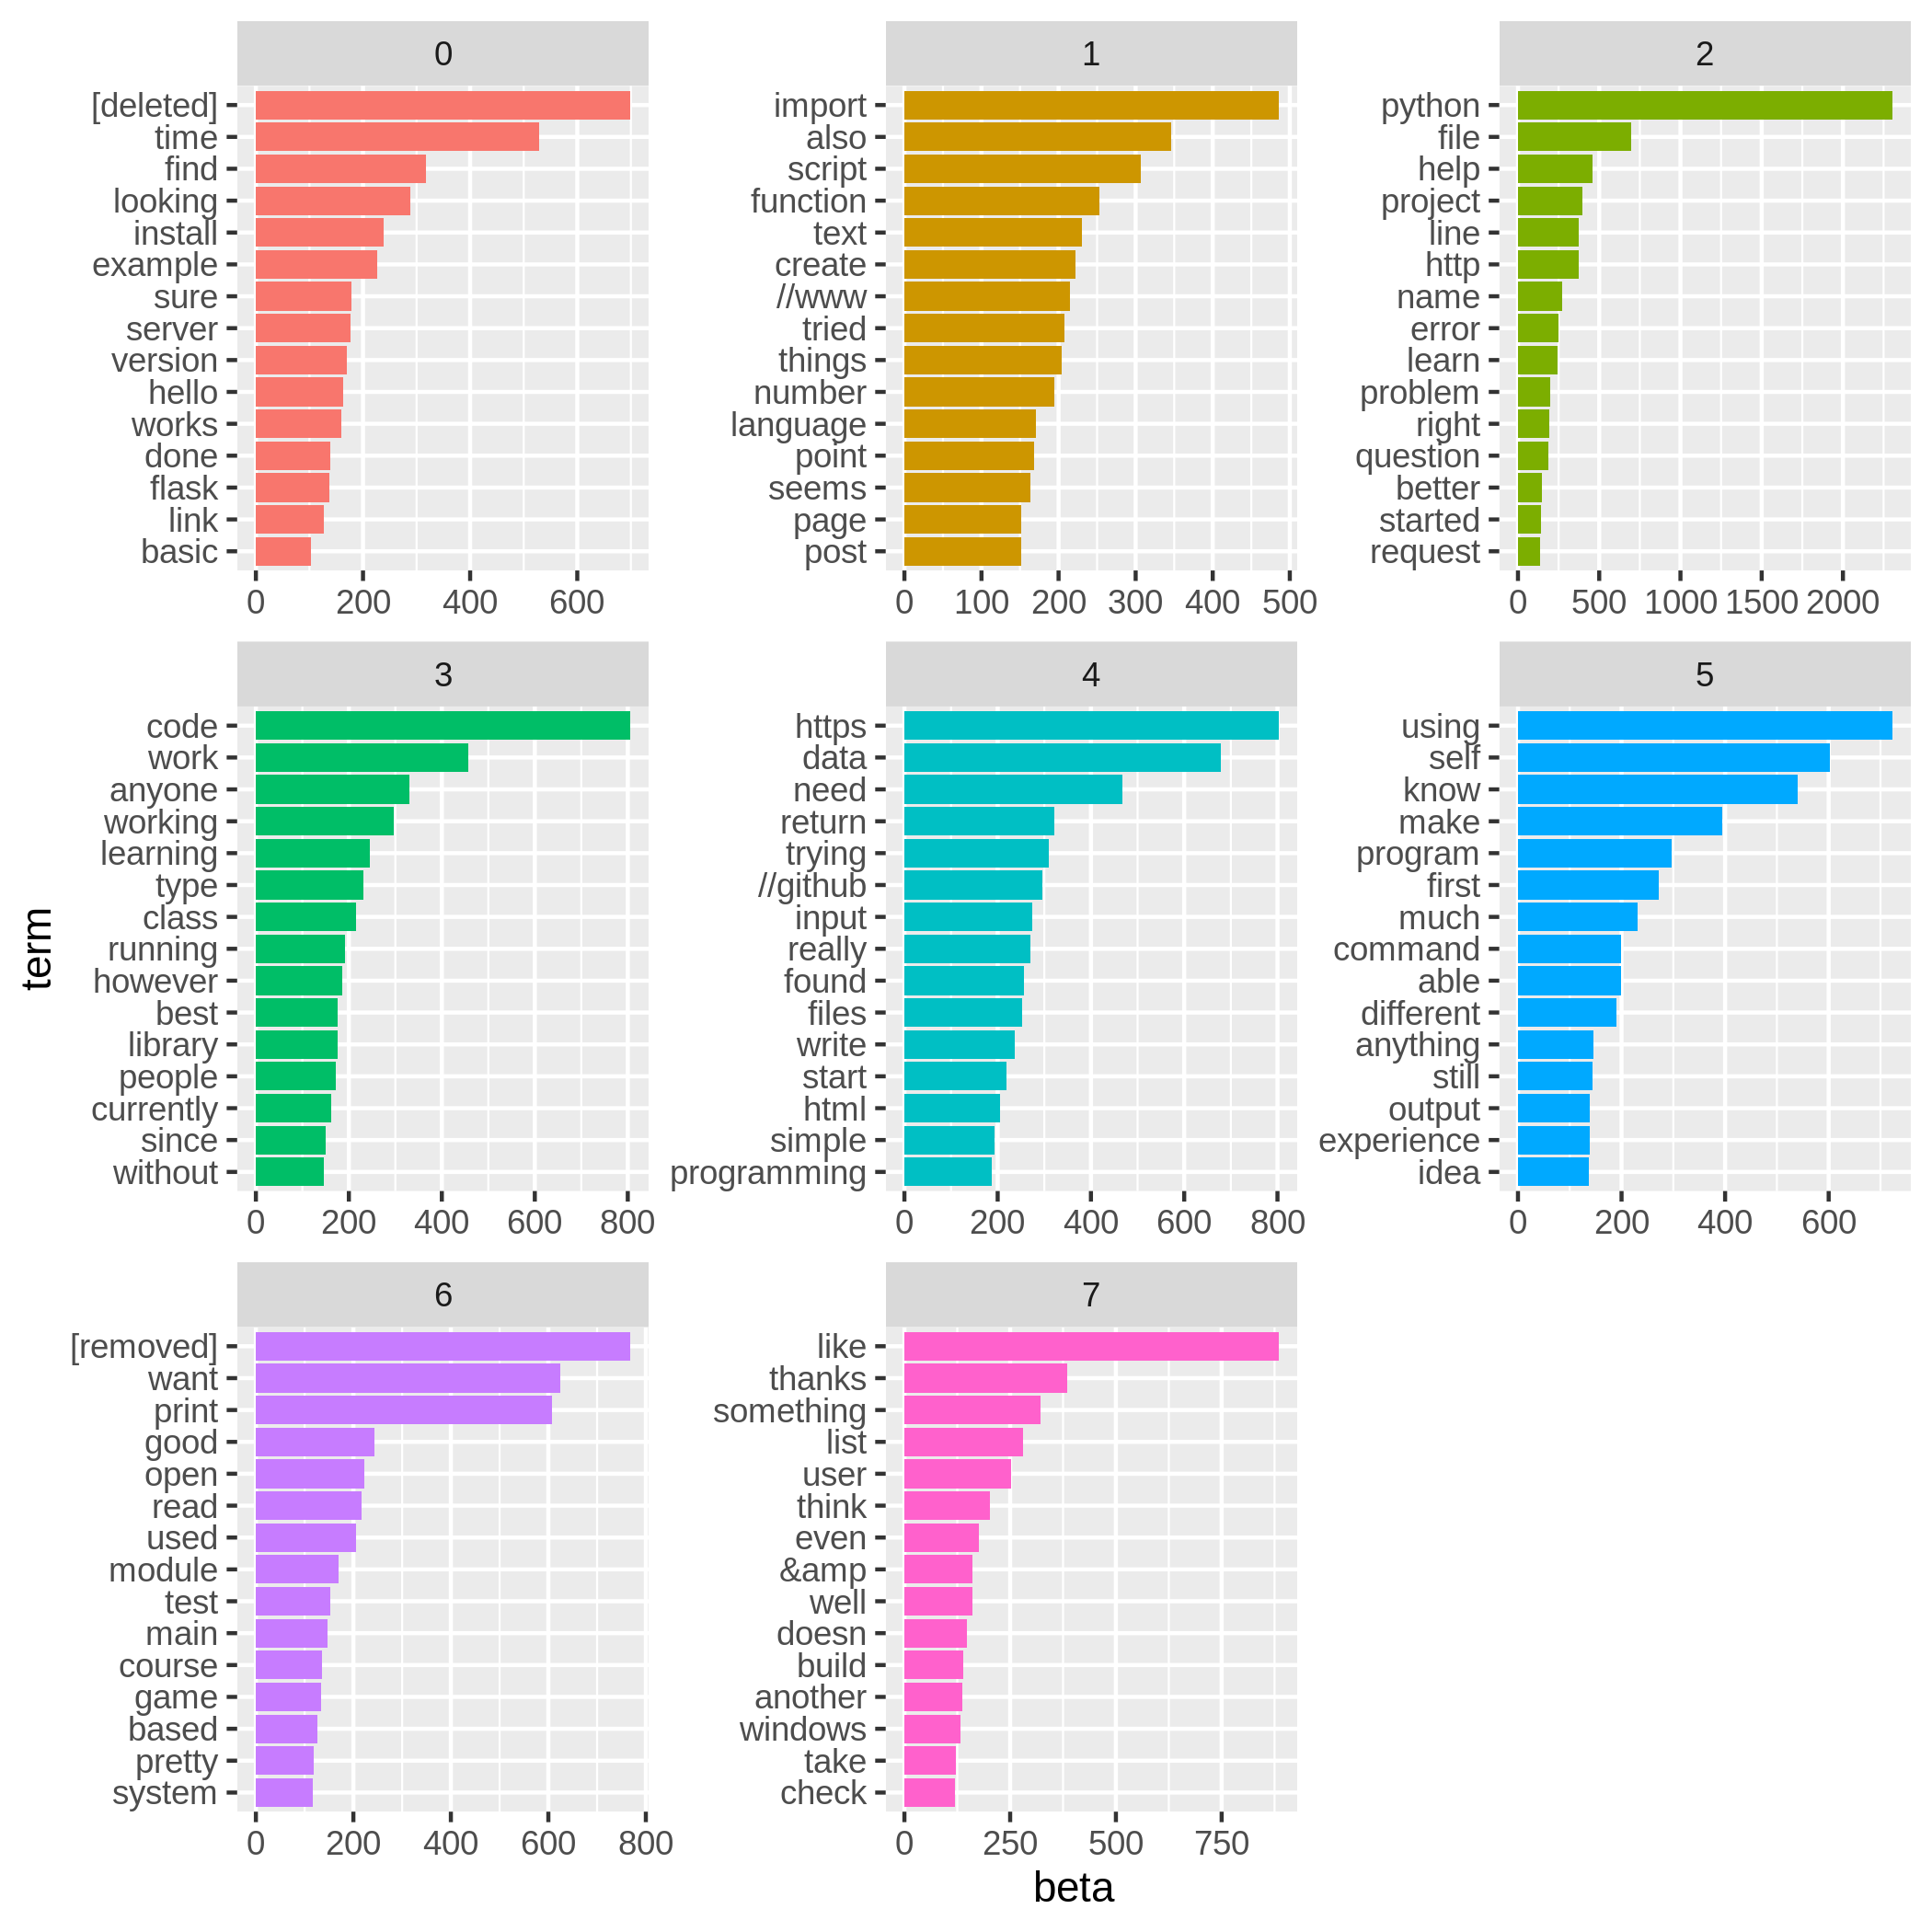 0
[deleted]
time
find
looking
install
example
sure
server
version
hello
works
done
flask
link
basic
0 200 400 600
1
import
also
script
function
text
create
//www
tried
things
number
language
point
seems
page
post
0 100 200 300 400 500
2
python
file
help
project
line
http
name
error
learn
problem
right
question
better
started
request
0 500 1000 1500 2000
term
3
code
work
anyone
working
learning
type
class
running
however
best
library
people
currently
since
without
0 200 400 600 800
4
https
data
need
return
trying
//github
input
really
found
files
write
start
html
simple
programming
0 200 400 600 800
5
using
self
know
make
program
first
much
command
able
different
anything
still
output
experience
idea
0 200 400 600
6
[removed]
want
print
good
open
read
used
module
test
main
course
game
based
pretty
system
0 200 400 600 800
7
like
thanks
something
list
user
think
even
&amp
well
doesn
build
another
windows
take
check
0 250 500 750
beta